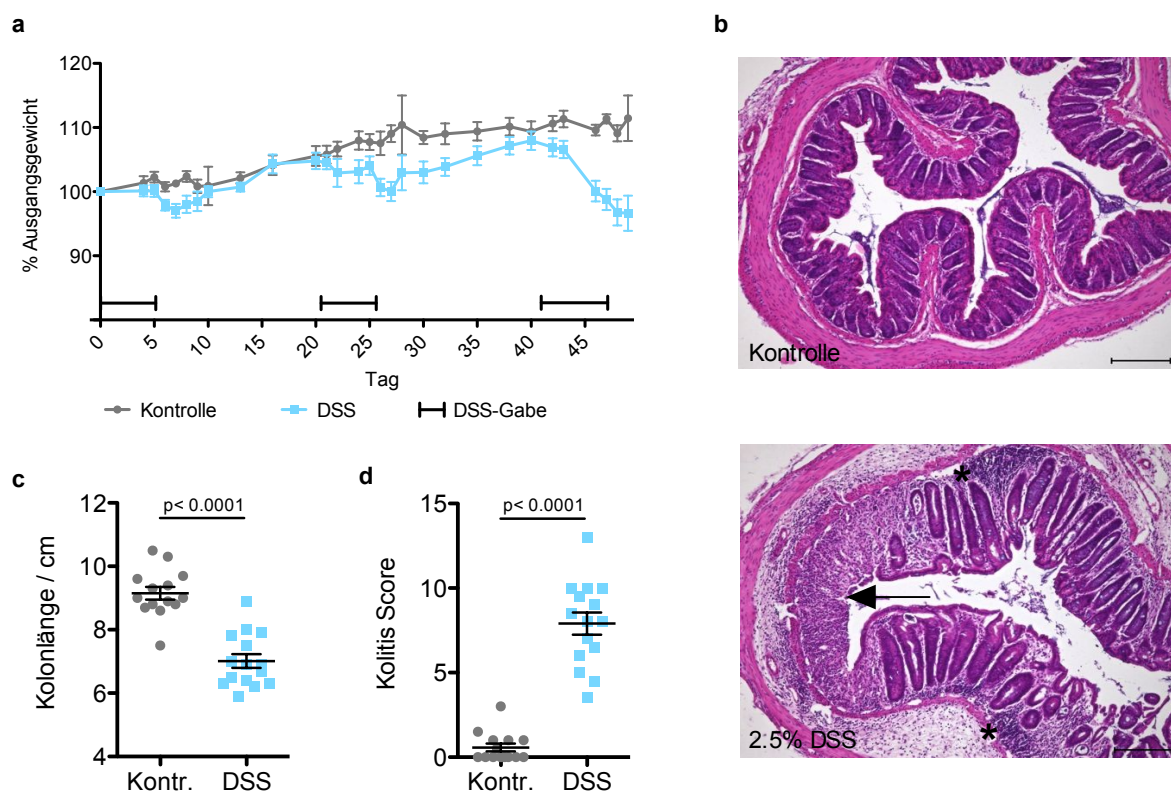 a
120
110
100
90
% Ausgangsgewicht
0
5
10
15
20
25
30
35
40
45
Tag
Kontrolle
DSS
DSS-Gabe
b
Kontrolle
*
*
2.5% DSS
c
12
10
8
6
4
Kolonlänge / cm
p< 0.0001
Kontr.
DSS
d
15
10
5
0
Kolitis Score
p< 0.0001
Kontr.
DSS